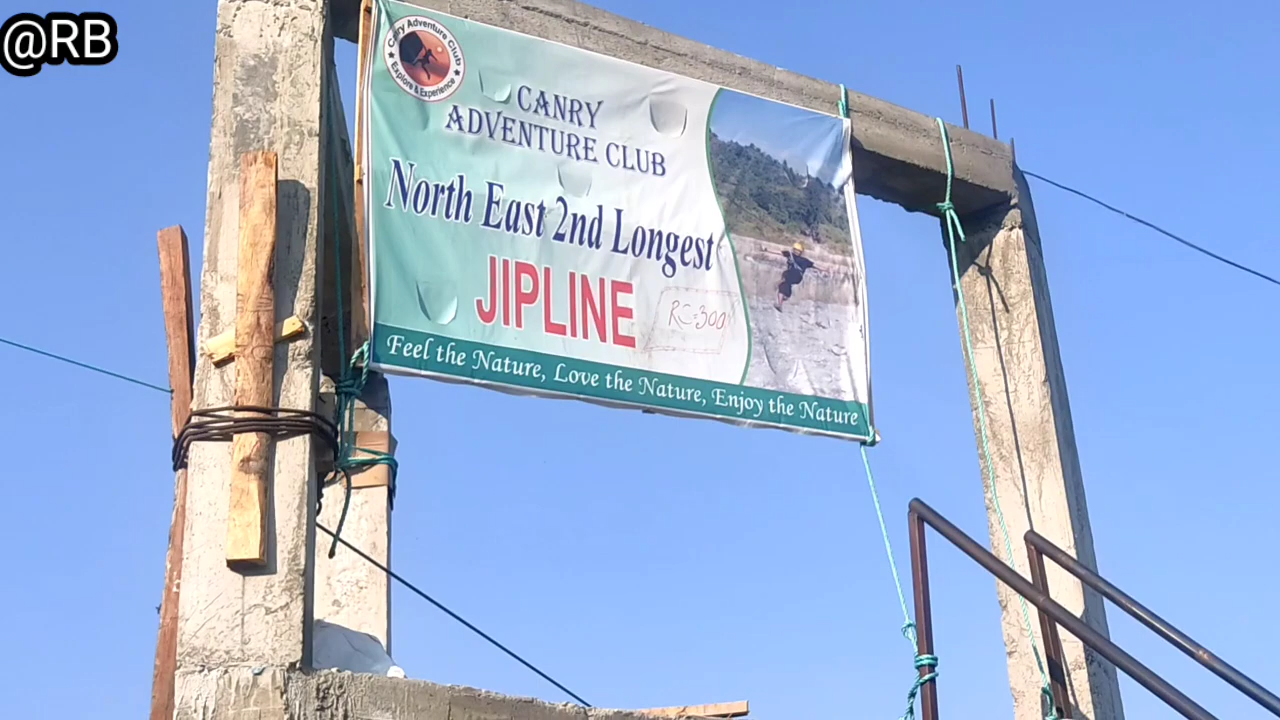 @RB
Canry Adventure Club
Explore & Experience
CANRY
ADVENTURE CLUB
North East 2nd Longest
JIPLINE
Rs-300
Feel the Nature, Love the Nature, Enjoy the Nature